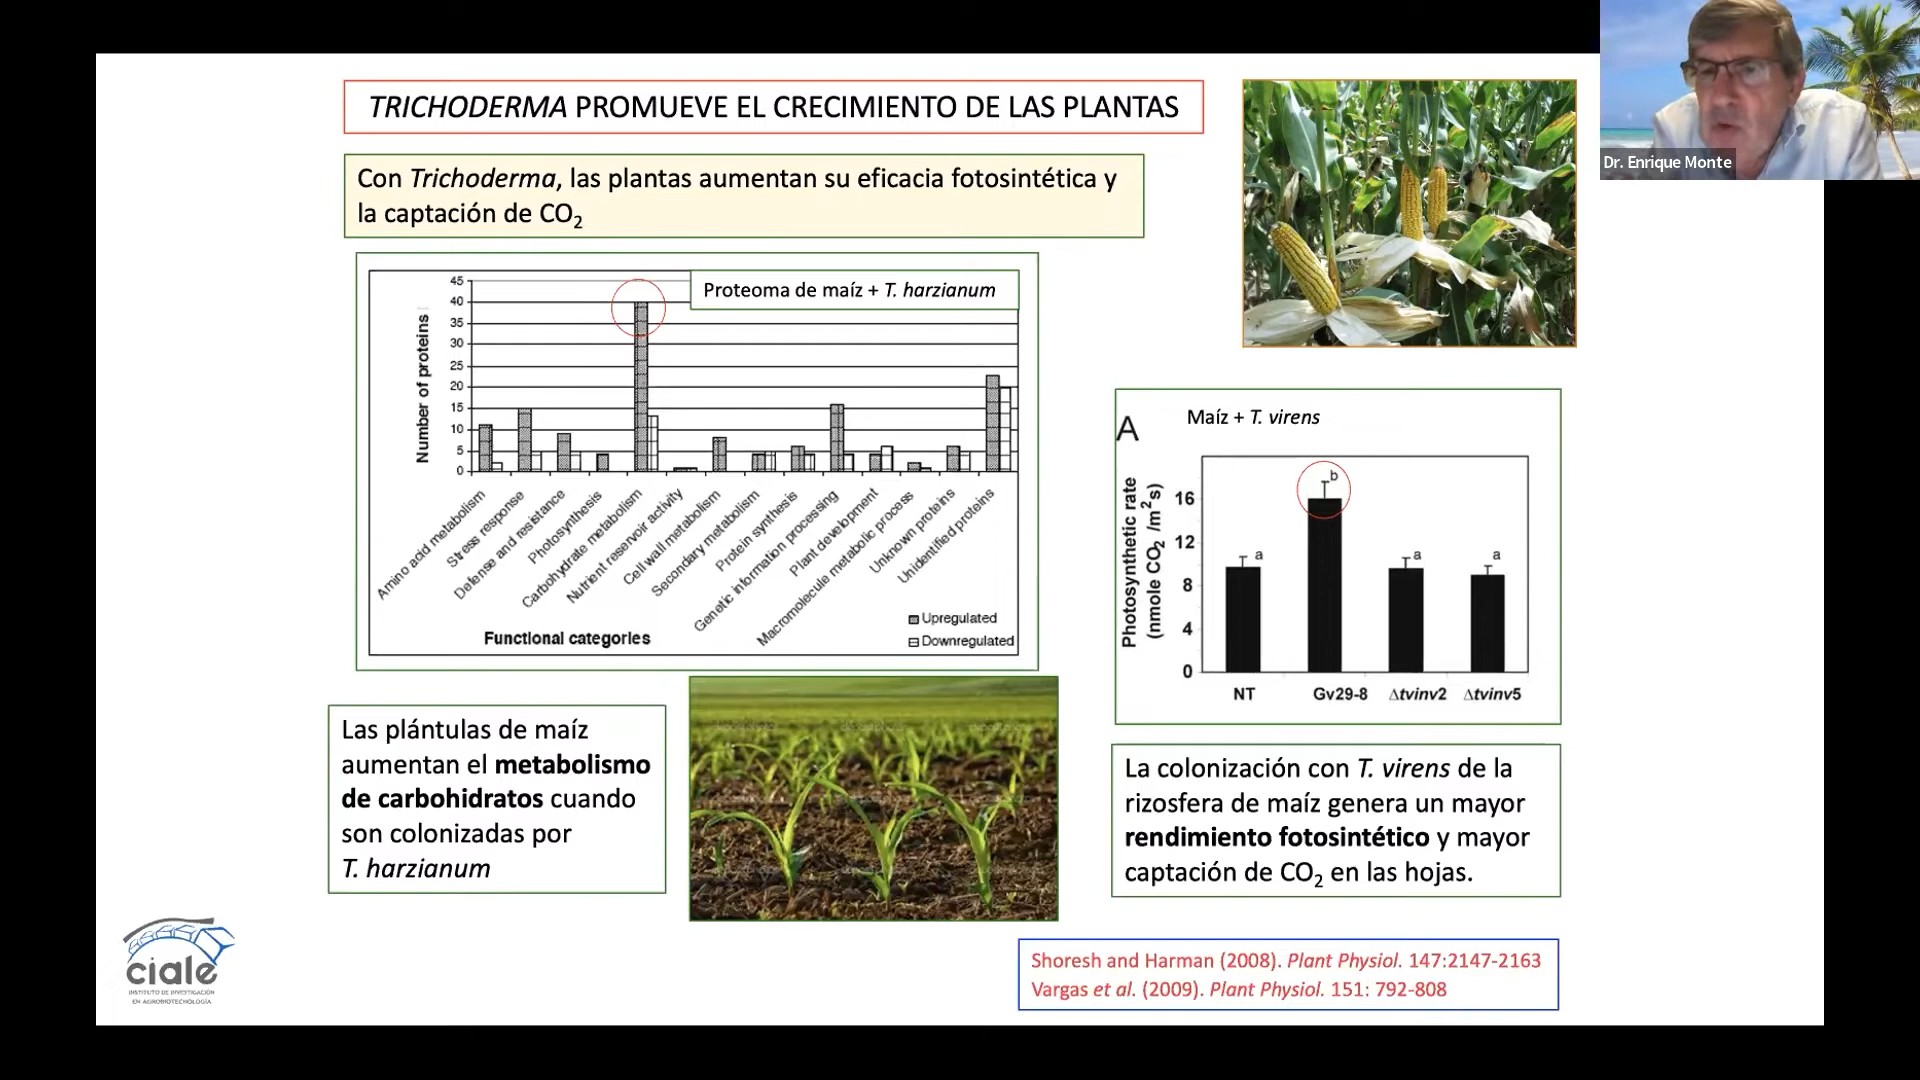 TRICHODERMA PROMUEVE EL CRECIMIENTO DE LAS PLANTAS
Dr. Enrique Monte
Con Trichoderma, las plantas aumentan su eficacia fotosintética y
la captación de CO₂
Proteoma de maíz + T. harzianum
Number of proteins
45
40
35
30
25
20
15
10
5
0
Amino acid metabolism
Stress response
Defense and resistance
Photosynthesis
Carbohydrate metabolism
Nutrient reservoir activity
Cell wall metabolism
Secondary metabolism
Protein synthesis
Genetic information processing
Plant development
Macromolecule metabolic process
Unknown proteins
Unidentified proteins
Functional categories
Upregulated
Downregulated
A
Maíz + T. virens
Photosynthetic rate
(nmole CO₂ /m²s)
16
12
8
4
0
a
b
a
a
NT
Gv29-8
Δtvinv2
Δtvinv5
Las plántulas de maíz
aumentan el metabolismo
de carbohidratos cuando
son colonizadas por
T. harzianum
La colonización con T. virens de la
rizosfera de maíz genera un mayor
rendimiento fotosintético y mayor
captación de CO₂ en las hojas.
ciale
INSTITUTO DE INVESTIGACIÓN
EN AGROBIOTECNOLOGÍA
Shoresh and Harman (2008). Plant Physiol. 147:2147-2163
Vargas et al. (2009). Plant Physiol. 151: 792-808